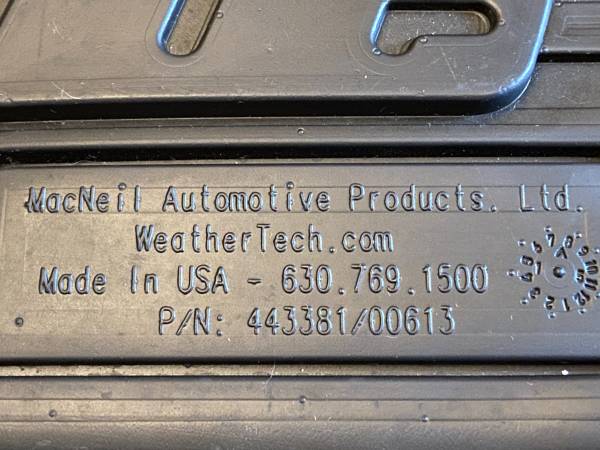 MacNeil Automotive Products. Ltd.
WeatherTech.com
Made In USA - 630.769.1500
P/N: 443381/00613